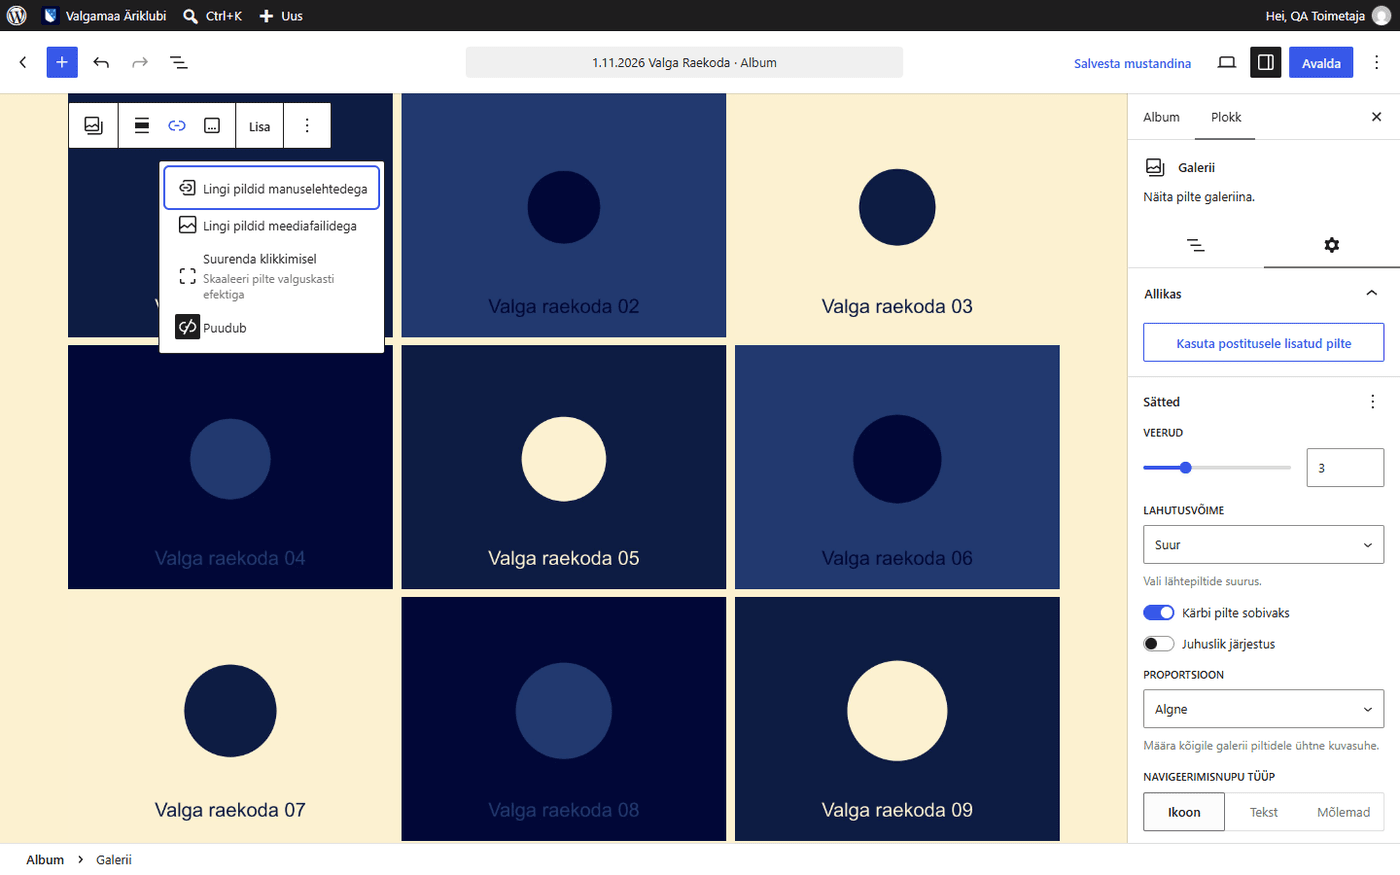 Valgamaa Äriklubi
Ctrl+K
Uus
Hei, QA Toimetaja
1.11.2026 Valga Raekoda · Album
Salvesta mustandina
Avalda
Lisa
Lingi pildid manuselehtedega
Lingi pildid meediafailidega
Suurenda klikkimisel
Skaaleeri pilte valguskasti
efektiga
Puudub
Valga raekoda 02
Valga raekoda 03
Valga raekoda 04
Valga raekoda 05
Valga raekoda 06
Valga raekoda 07
Valga raekoda 08
Valga raekoda 09
Album
Plokk
Galerii
Näita pilte galeriina.
Allikas
Kasuta postitusele lisatud pilte
Sätted
VEERUD
3
LAHUTUSVÕIME
Suur
Vali lähtepiltide suurus.
Kärbi pilte sobivaks
Juhuslik järjestus
PROPORTSIOON
Algne
Määra kõigile galerii piltidele ühtne kuvasuhe.
NAVIGEERIMISNUPU TÜÜP
Ikoon
Tekst
Mõlemad
Album
Galerii